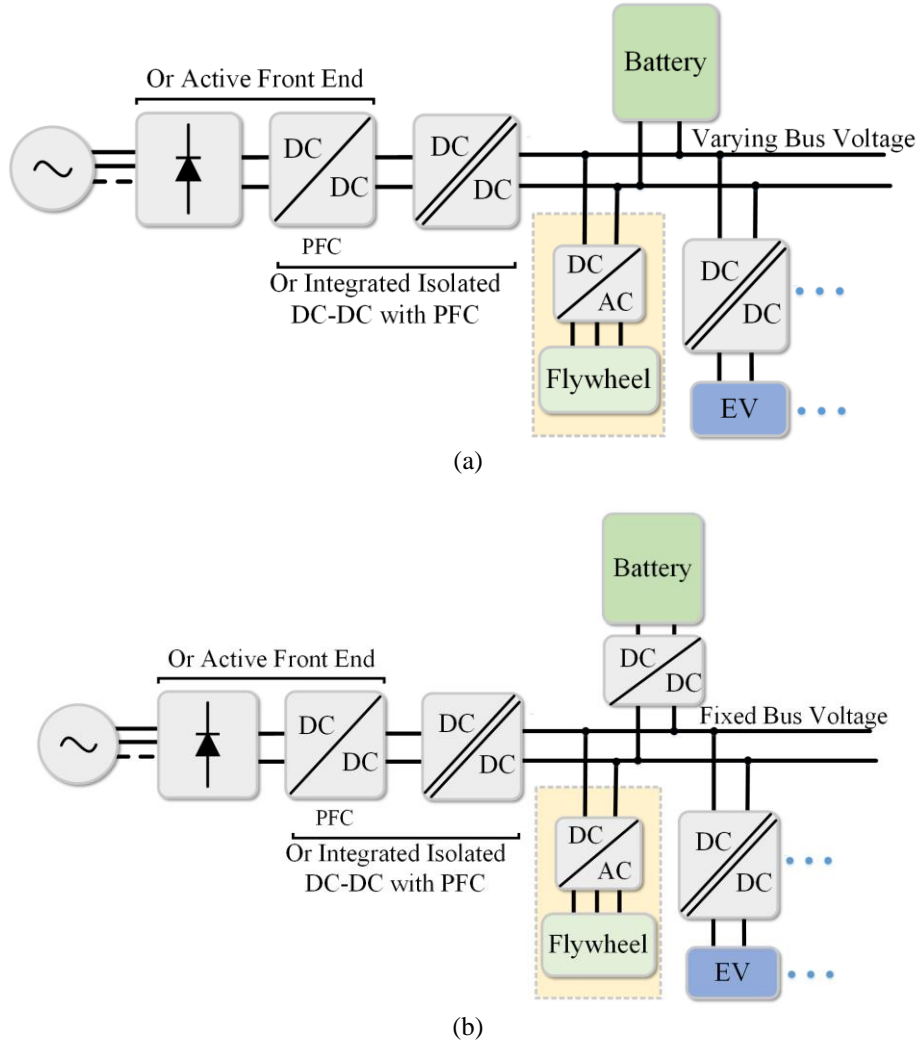 Battery
Or Active Front End
Varying Bus Voltage
DC
DC
DC
DC
PFC
Or Integrated Isolated
DC-DC with PFC
DC
AC
Flywheel
DC
DC
EV
(a)
Battery
DC
DC
Or Active Front End
Fixed Bus Voltage
DC
DC
DC
DC
PFC
Or Integrated Isolated
DC-DC with PFC
DC
AC
Flywheel
DC
DC
EV
(b)